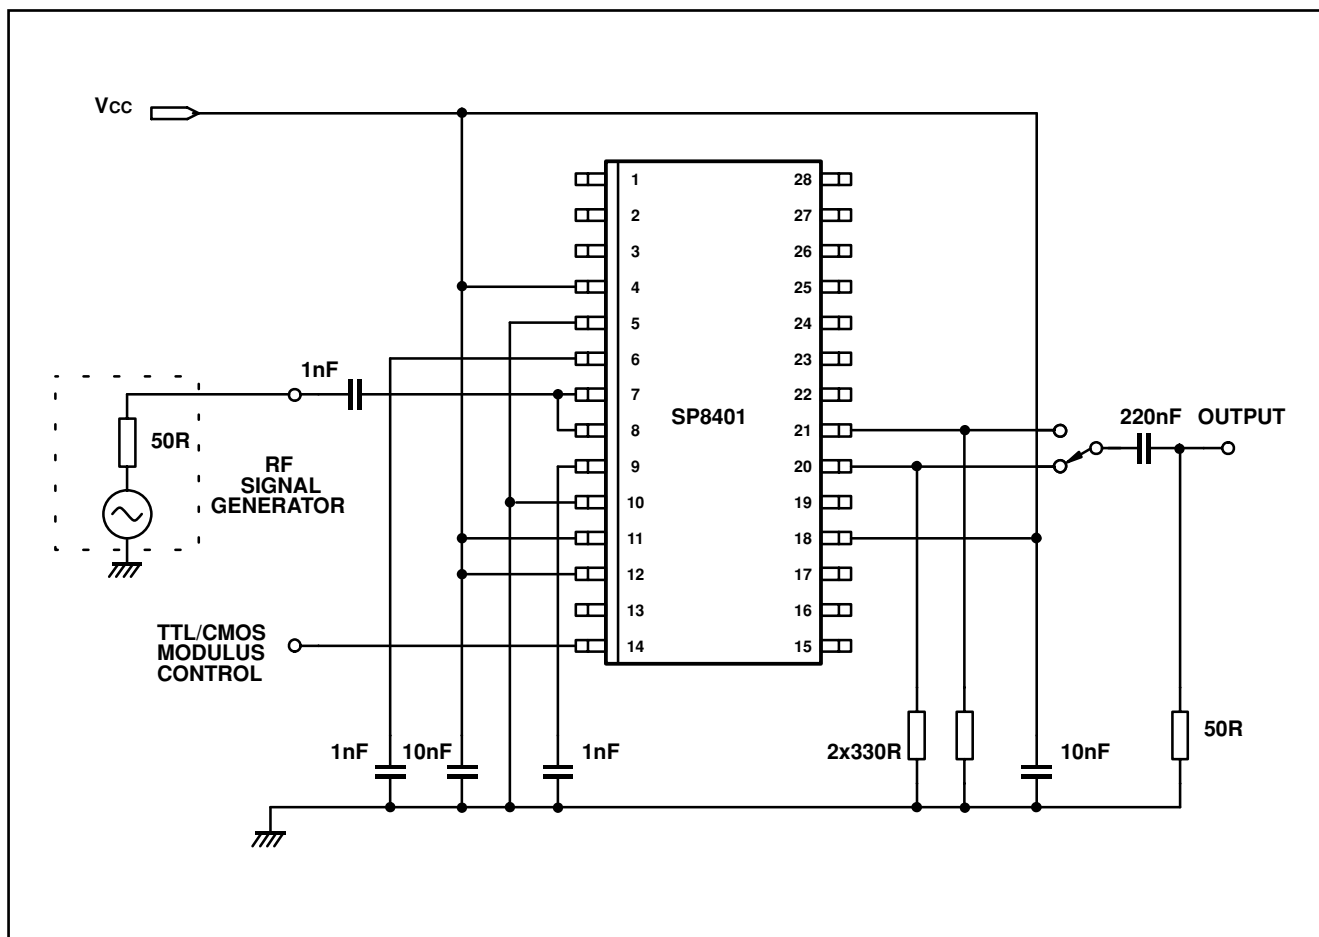 VCC
1 28
2 27
3 26
4 25
5 24
6 23
1nF
7 22
SP8401
220nF OUTPUT
50R
8 21
RF
SIGNAL
GENERATOR
9 20
10 19
11 18
12 17
13 16
TTL/CMOS
MODULUS
CONTROL
14 15
1nF 10nF 1nF 2x330R 10nF 50R